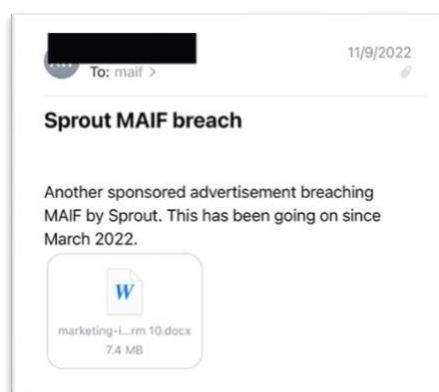 11/9/2022
To: maif >
Sprout MAIF breach
Another sponsored advertisement breaching
MAIF by Sprout. This has been going on since
March 2022.
W
marketing-i...rm 10.docx
7.4 MB